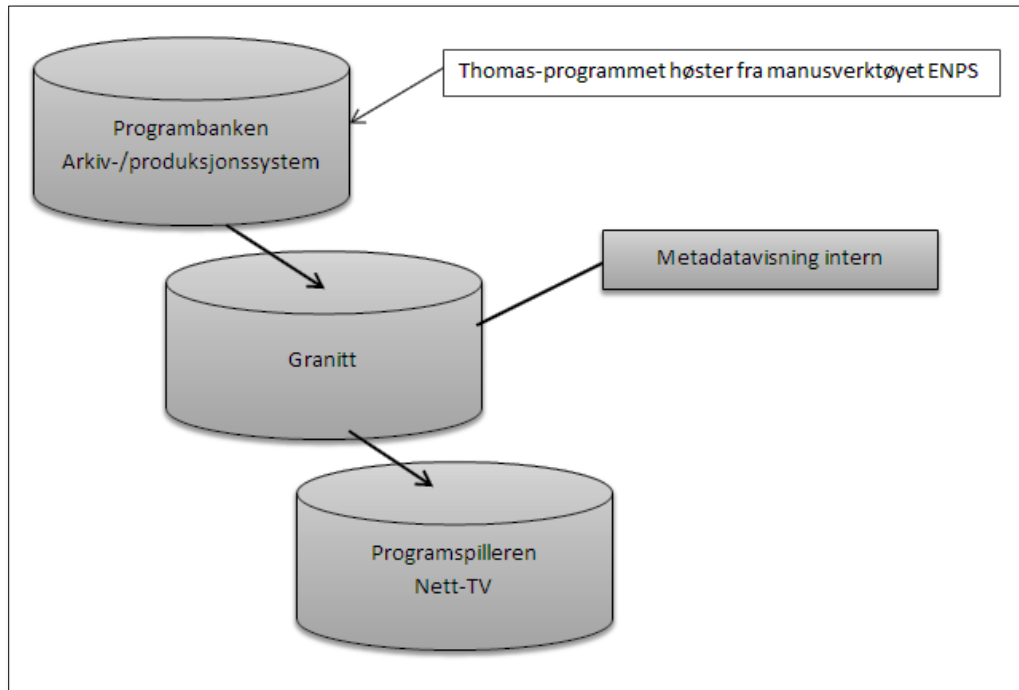 Thomas-programmet høster fra manusverktøyet ENPS
Programbanken
Arkiv-/produksjonssystem
Metadatavisning intern
Granitt
Programspilleren
Nett-TV